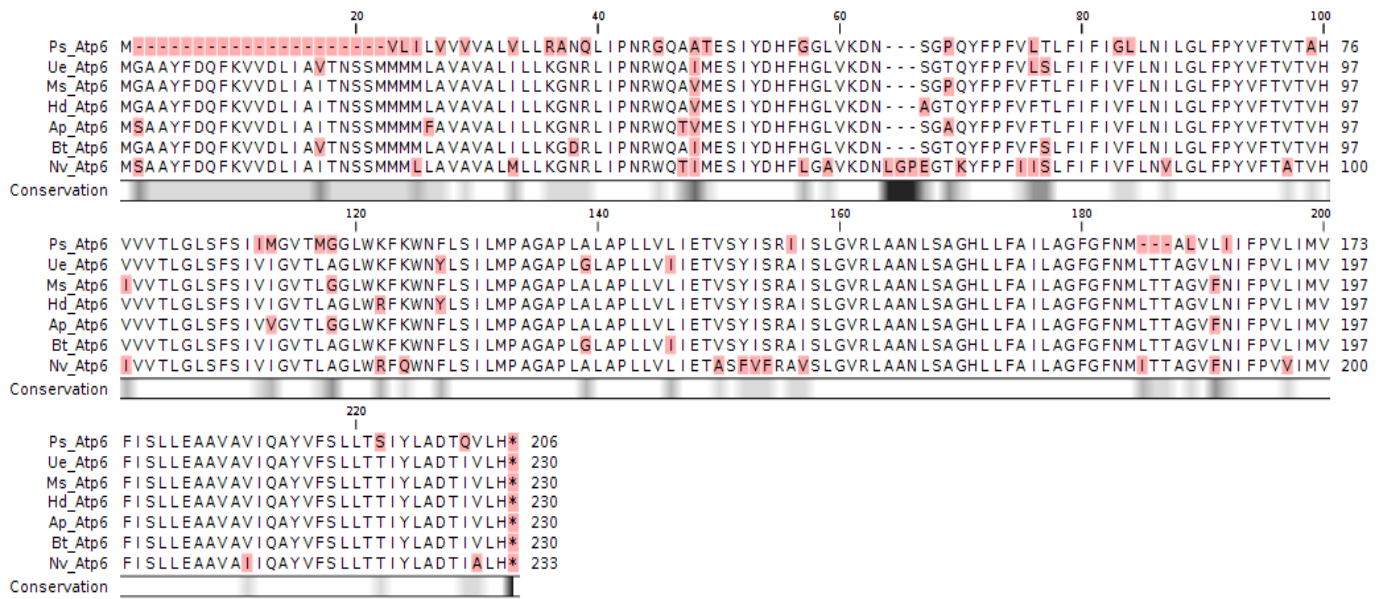 20 40 60 80 100
Ps_Atp6 M---------------------VLILVVVVALVLLRANQLIPNRGQAATESIYDHFGGLVKDN---SGPQYFPFVLTLFIFIGLLNILGLFPYVFTVTAH 76
Ue_Atp6 MGAAYFDQFKVVDLIAVTNSSMMMMLAVAVALILLKGNRLIPNRWQAIMESIYDHFHGLVKDN---SGTQYFPFVLSLFIFIVFLNILGLFPYVFTVTVH 97
Ms_Atp6 MGAAYFDQFKVVDLIAITNSSMMMMLAVAVALILLKGNRLIPNRWQAVMESIYDHFHGLVKDN---SGPQYFPFVFTLFIFIVFLNILGLFPYVFTVTVH 97
Hd_Atp6 MGAAYFDQFKVVDLIAITNSSMMMMLAVAVALILLKGNRLIPNRWQAVMESIYDHFHGLVKDN---AGTQYFPFVFTLFIFIVFLNILGLFPYVFTVTVH 97
Ap_Atp6 MSAAYFDQFKVVDLIAITNSSMMMMFAVAVALILLKGNRLIPNRWQTVMESIYDHFHGLVKDN---SGAQYFPFVFTLFIFIVFLNILGLFPYVFTVTVH 97
Bt_Atp6 MGAAYFDQFKVVDLIAVTNSSMMMMLAVAVALILLKGDRLIPNRWQAIMESIYDHFHGLVKDN---SGTQYFPFVFSLFIFIVFLNILGLFPYVFTVTVH 97
Nv_Atp6 MSAAYFDQFKVVDLIAITNSSMMMLLAVAVALMLLKGNRLIPNRWQTIMESIYDHFLGAVKDNLGPEGTKYFPFIISLFIFIVFLNVLGLFPYVFTATVH 100
Conservation
120 140 160 180 200
Ps_Atp6 VVVTLGLSFSIIMGVTMGGLWKFKWNFLSILMPAGAPLALAPLLVLIETVSYISRIISLGVRLAANLSAGHLLFAILAGFGFNM---ALVLIIFPVLIMV 173
Ue_Atp6 VVVTLGLSFSIVIGVTLAGLWKFKWNYLSILMPAGAPLGLAPLLVIIETVSYISRAISLGVRLAANLSAGHLLFAILAGFGFNMLTTAGVLNIFPVLIMV 197
Ms_Atp6 IVVTLGLSFSIVIGVTLGGLWKFKWNFLSILMPAGAPLALAPLLVLIETVSYISRAISLGVRLAANLSAGHLLFAILAGFGFNMLTTAGVFNIFPVLIMV 197
Hd_Atp6 VVVTLGLSFSIVIGVTLAGLWRFKWNYLSILMPAGAPLALAPLLVLIETVSYISRAISLGVRLAANLSAGHLLFAILAGFGFNMLTTAGVLNIFPVLIMV 197
Ap_Atp6 VVVTLGLSFSIVVGVTLGGLWKFKWNFLSILMPAGAPLALAPLLVLIETVSYISRAISLGVRLAANLSAGHLLFAILAGFGFNMLTTAGVFNIFPVLIMV 197
Bt_Atp6 VVVTLGLSFSIVIGVTLAGLWKFKWNFLSILMPAGAPLGLAPLLVIIETVSYISRAISLGVRLAANLSAGHLLFAILAGFGFNMLTTAGVLNIFPVLIMV 197
Nv_Atp6 IVVTLGLSFSIVIGVTLAGLWRFQWNFLSILMPAGAPLALAPLLVLIETASFVFRAVSLGVRLAANLSAGHLLFAILAGFGFNMITTAGVFNIFPVVIMV 200
Conservation
220
Ps_Atp6 FISLLEAAVAVIQAYVFSLLTSIYLADTQVLH* 206
Ue_Atp6 FISLLEAAVAVIQAYVFSLLTTIYLADTIVLH* 230
Ms_Atp6 FISLLEAAVAVIQAYVFSLLTTIYLADTIVLH* 230
Hd_Atp6 FISLLEAAVAVIQAYVFSLLTTIYLADTIVLH* 230
Ap_Atp6 FISLLEAAVAVIQAYVFSLLTTIYLADTIVLH* 230
Bt_Atp6 FISLLEAAVAVIQAYVFSLLTTIYLADTIVLH* 230
Nv_Atp6 FISLLEAAVAIIQAYVFSLLTTIYLADTIALH* 233
Conservation